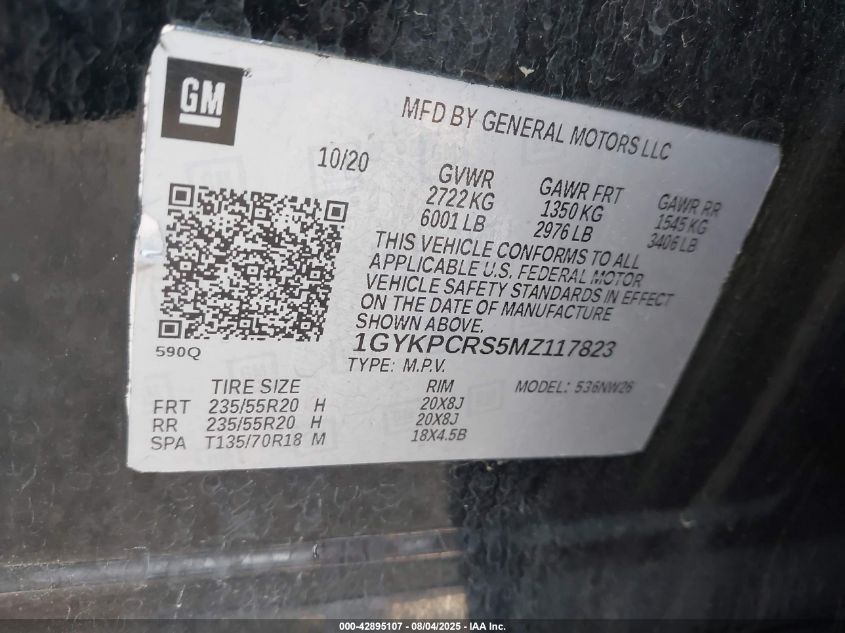 GM
MFD BY GENERAL MOTORS LLC
10/20
GVWR GAWR FRT GAWR RR
2722 KG 1350 KG 1545 KG
6001 LB 2976 LB 3406 LB
THIS VEHICLE CONFORMS TO ALL
APPLICABLE U.S. FEDERAL MOTOR
VEHICLE SAFETY STANDARDS IN EFFECT
ON THE DATE OF MANUFACTURE
SHOWN ABOVE.
590Q
1GYKPCRS5MZ117823
TYPE: M.P.V.
TIRE SIZE RIM MODEL: 536NW26
FRT 235/55R20 H 20X8J
RR 235/55R20 H 20X8J
SPA T135/70R18 M 18X4.5B
000-42895107 - 08/04/2025 - IAA Inc.